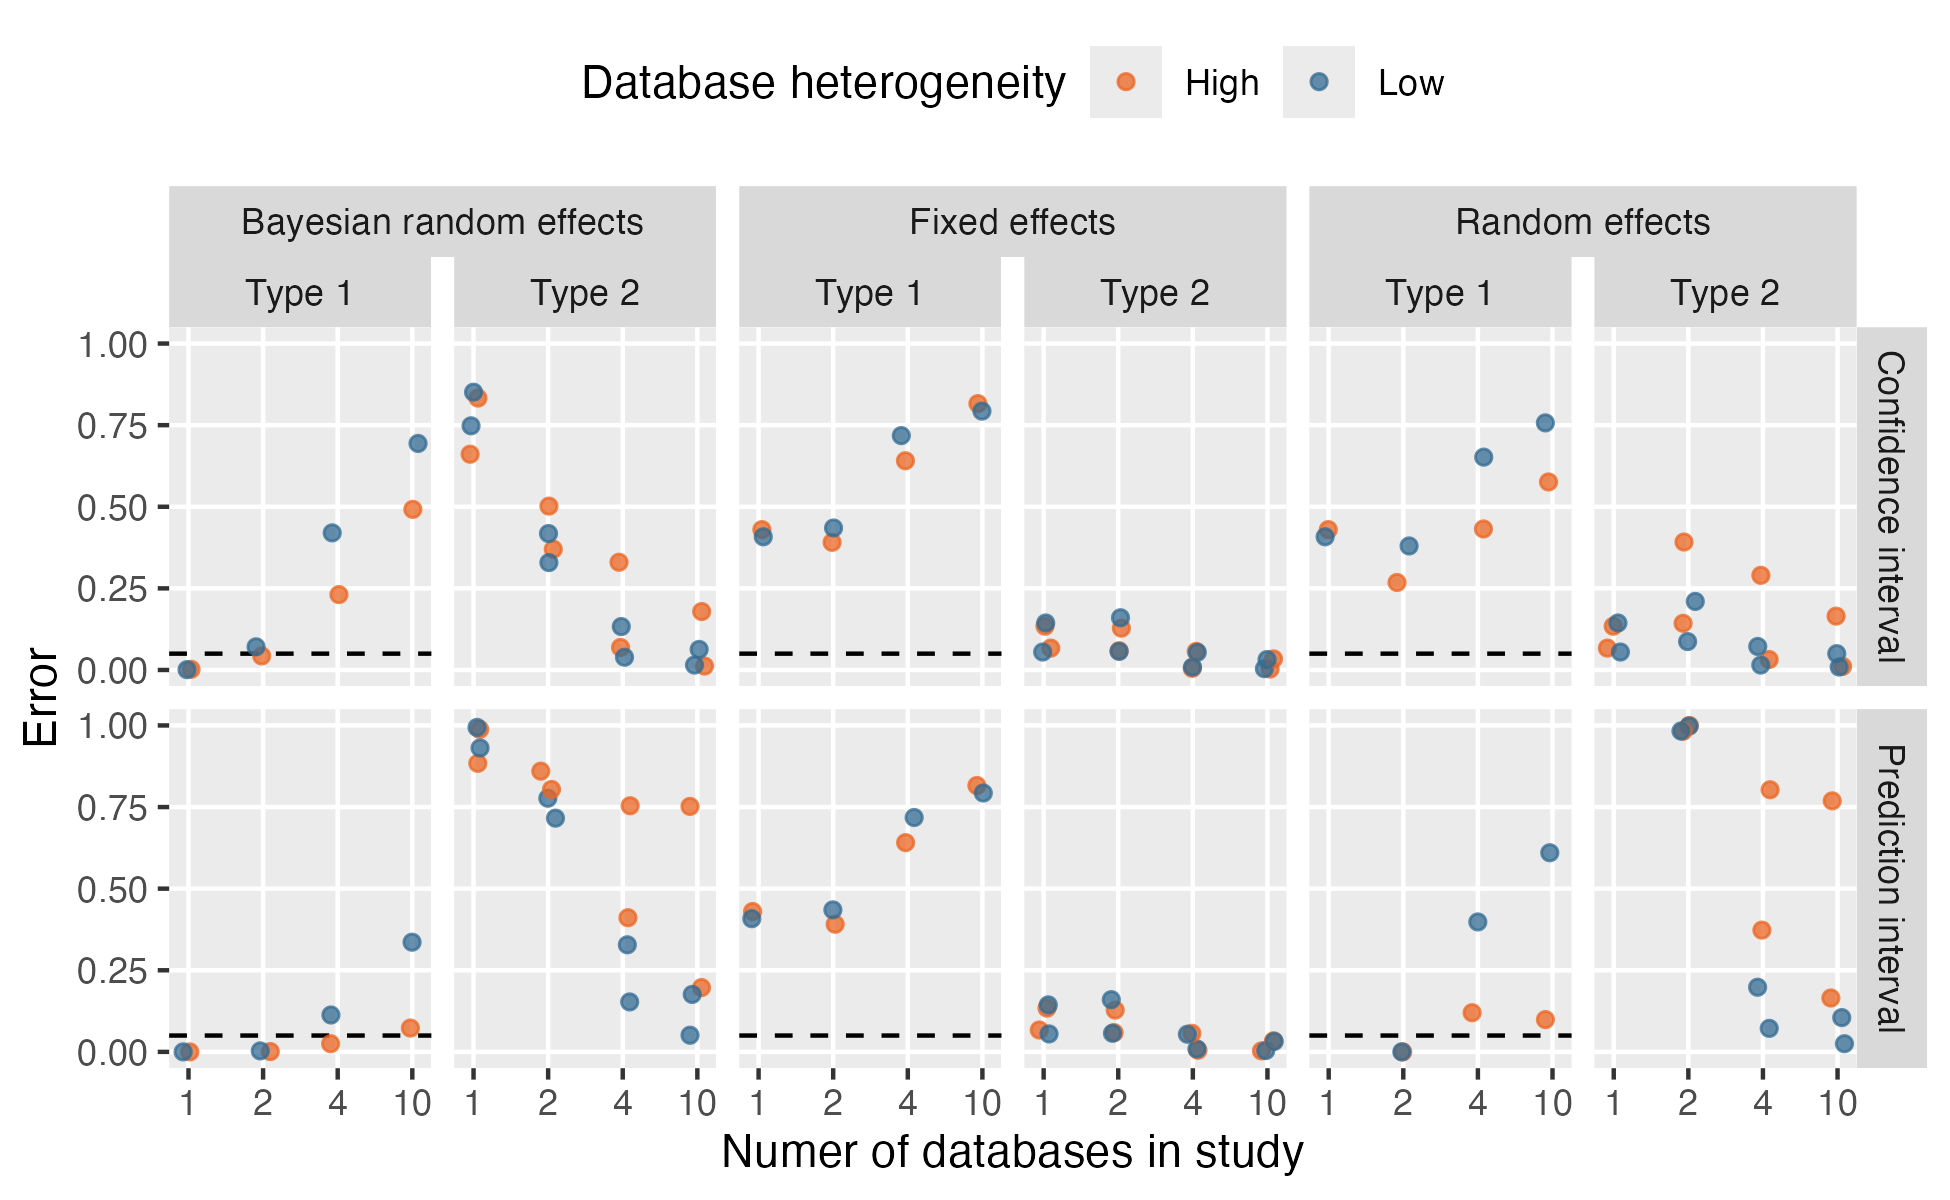 Database heterogeneity High Low
Bayesian random effects Fixed effects Random effects
Type 1 Type 2 Type 1 Type 2 Type 1 Type 2
1.00
0.75
0.50
0.25
0.00
Confidence interval
1.00
0.75
0.50
0.25
0.00
Prediction interval
Error
1 2 4 10 1 2 4 10 1 2 4 10 1 2 4 10 1 2 4 10 1 2 4 10
Numer of databases in study